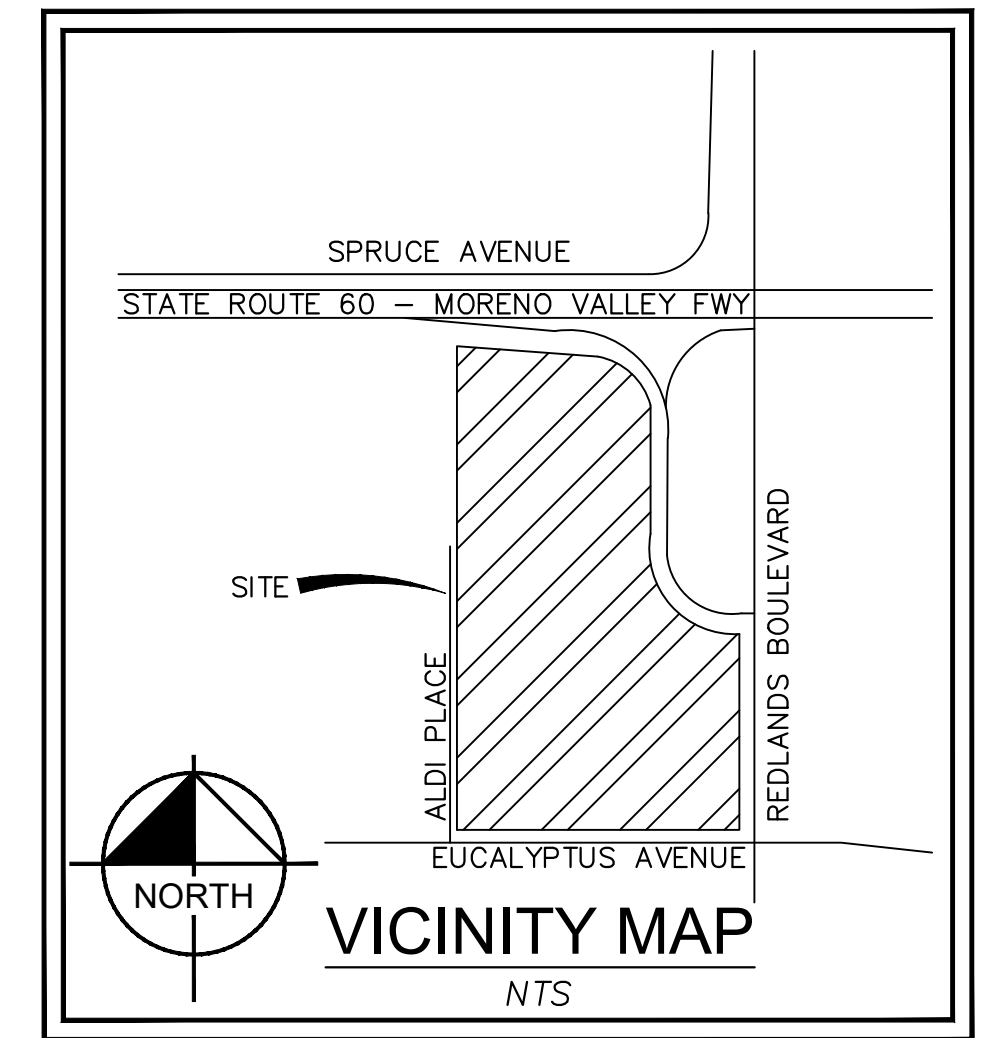 SPRUCE AVENUE
STATE ROUTE 60 – MORENO VALLEY FWY
SITE
ALDI PLACE
REDLANDS BOULEVARD
EUCALYPTUS AVENUE
NORTH
VICINITY MAP
NTS